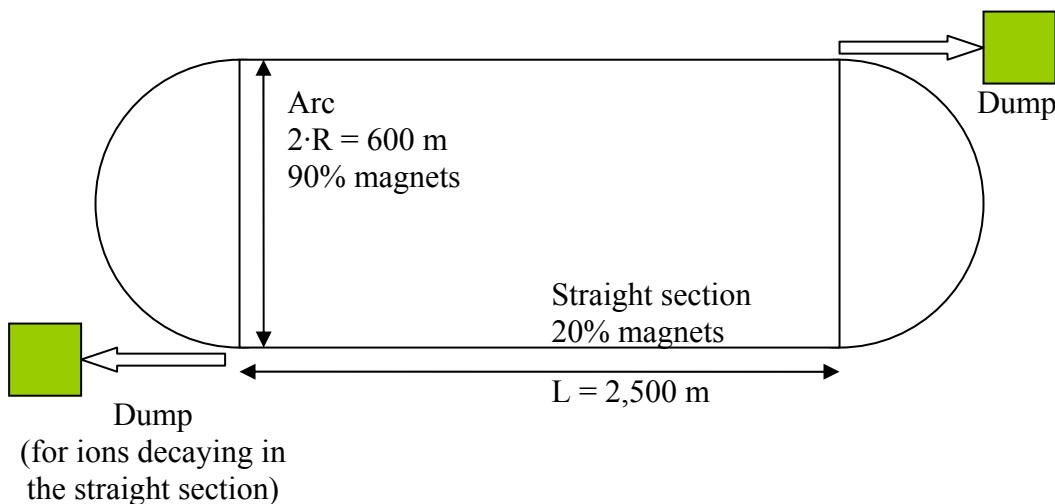 Dump
Arc
2·R = 600 m
90% magnets
Straight section
20% magnets
L = 2,500 m
Dump
(for ions decaying in
the straight section)